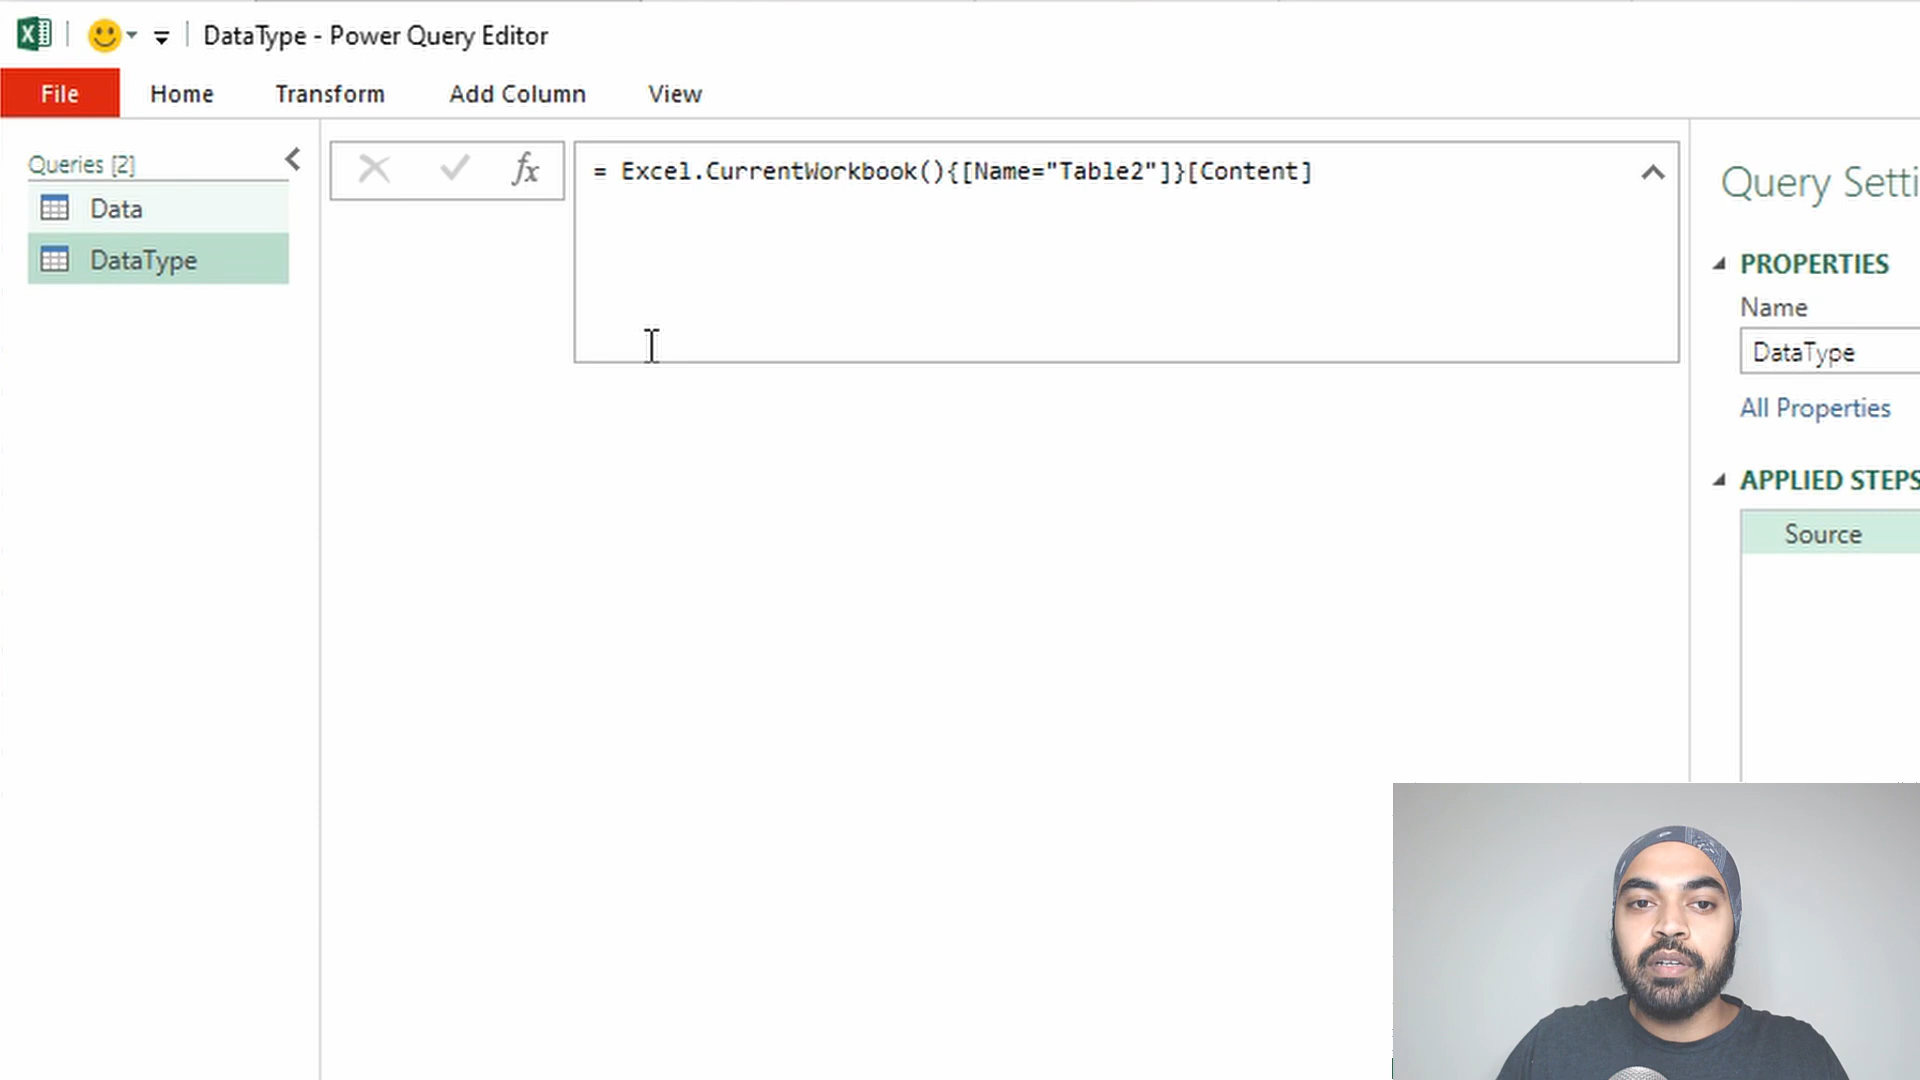 DataType - Power Query Editor
File Home Transform Add Column View
Queries [2]
Data
DataType
fx
= Excel.CurrentWorkbook(){[Name="Table2"]}[Content]
Query Setti
PROPERTIES
Name
DataType
All Properties
APPLIED STEPS
Source